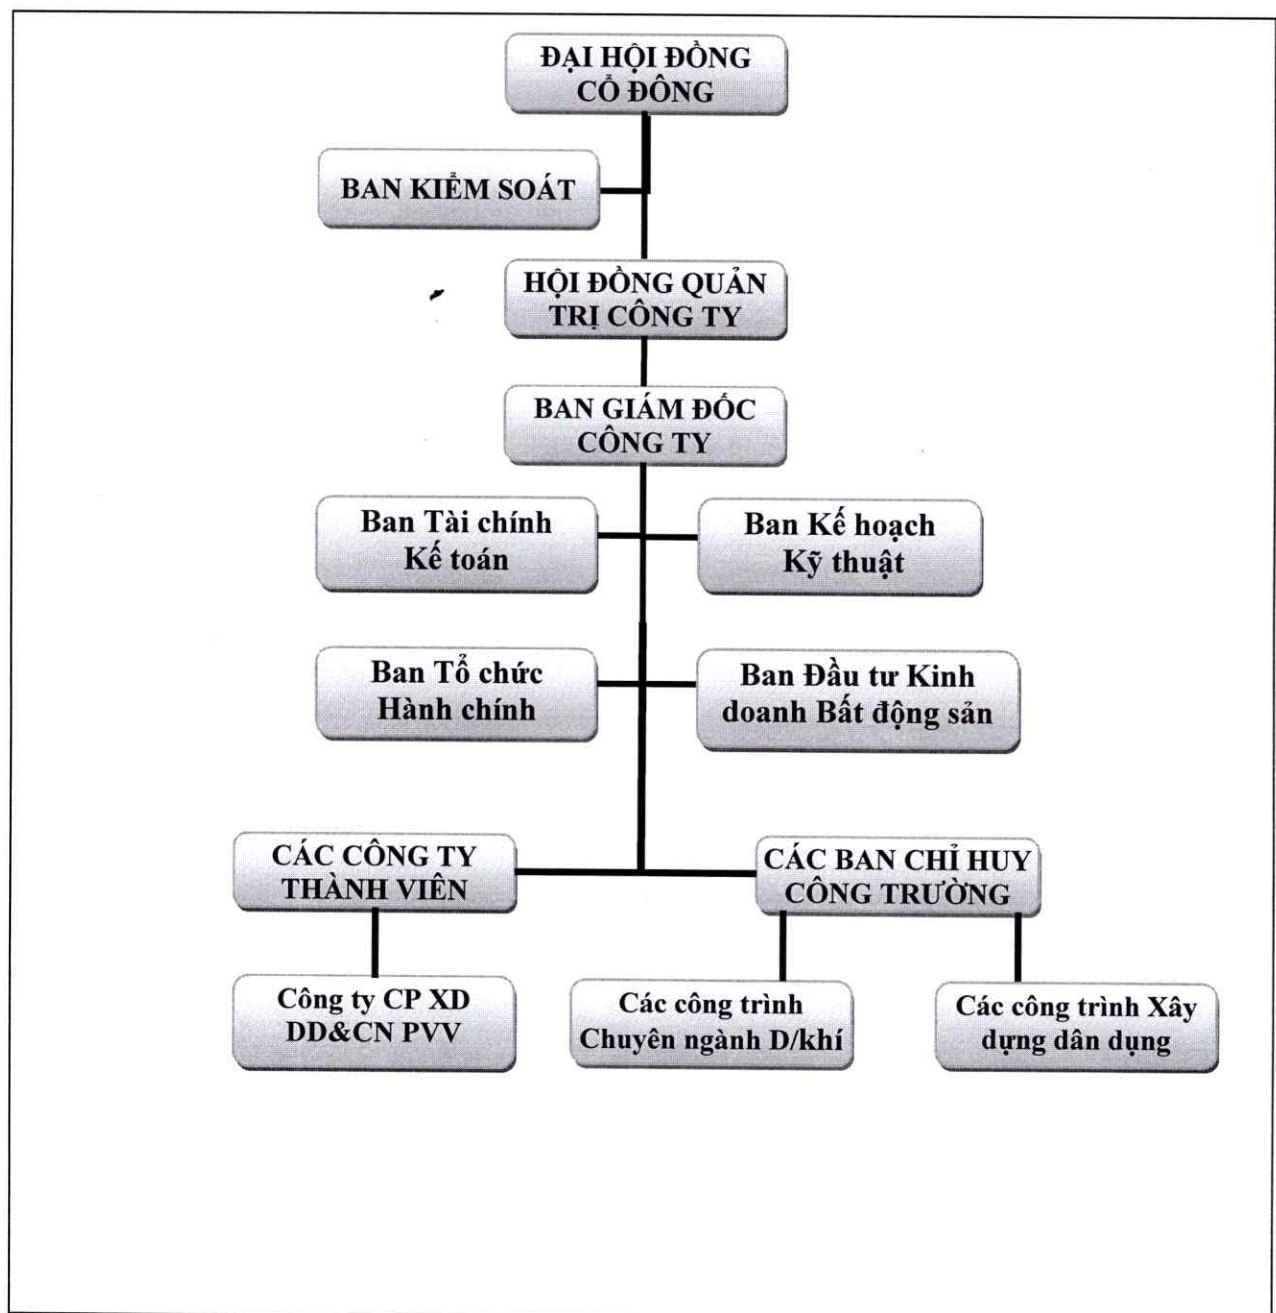 ĐẠI HỘI ĐỒNG
CỔ ĐÔNG
BAN KIỂM SOÁT
HỘI ĐỒNG QUẢN
TRỊ CÔNG TY
BAN GIÁM ĐỐC
CÔNG TY
Ban Tài chính
Kế toán
Ban Kế hoạch
Kỹ thuật
Ban Tổ chức
Hành chính
Ban Đầu tư Kinh
doanh Bất động sản
CÁC CÔNG TY
THÀNH VIÊN
CÁC BAN CHỈ HUY
CÔNG TRƯỜNG
Công ty CP XD
DD&CN PVV
Các công trình
Chuyên ngành D/khí
Các công trình Xây
dựng dân dụng